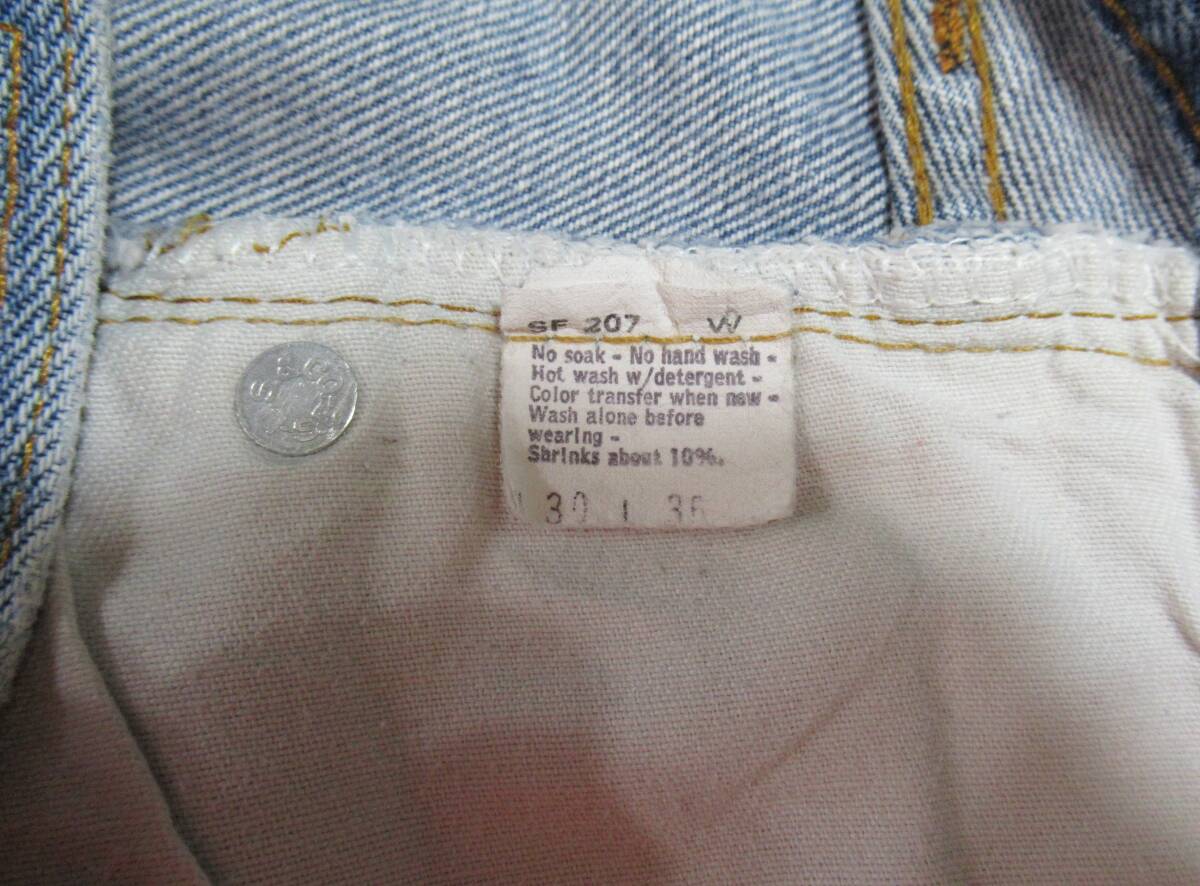 SF 207 W
No soak - No hand wash -
Hot wash w/detergent -
Color transfer when new -
Wash alone before
wearing -
Shrinks about 10%.
30 L 36